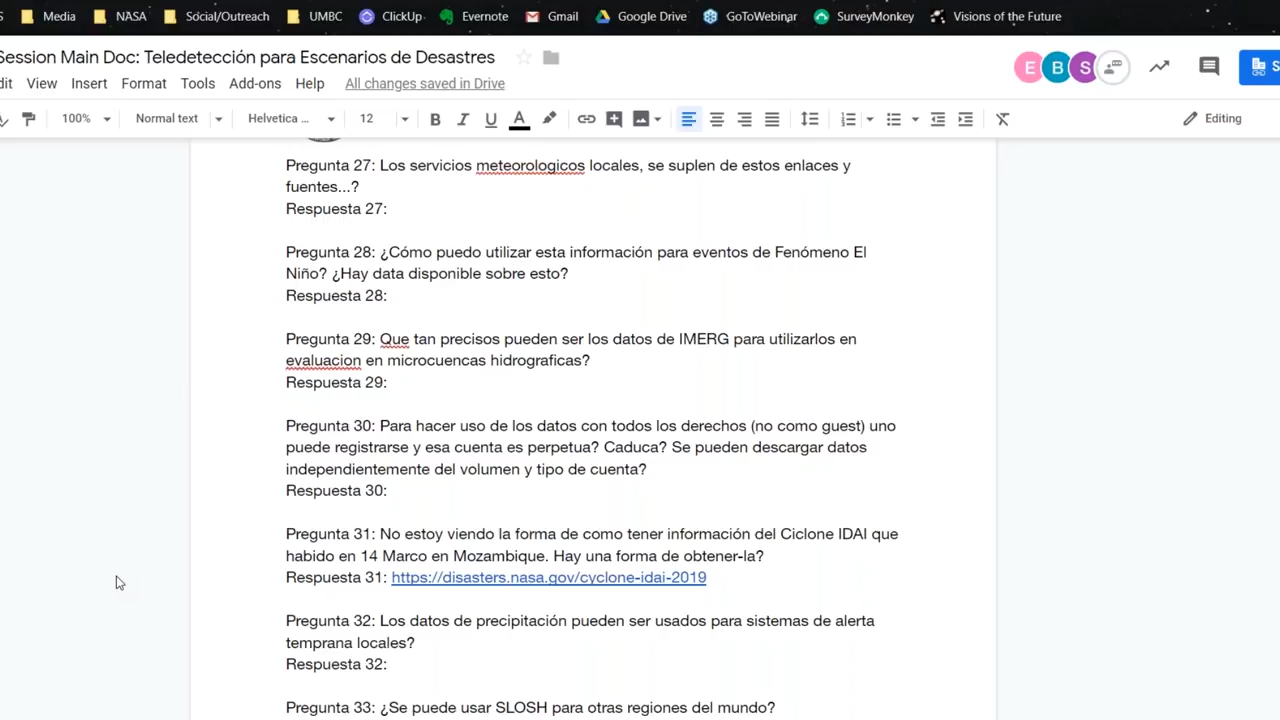 Media NASA Social/Outreach UMBC ClickUp Evernote Gmail Google Drive GoToWebinar SurveyMonkey Visions of the Future
Session Main Doc: Teledetección para Escenarios de Desastres
dit View Insert Format Tools Add-ons Help All changes saved in Drive
E B S S
100% Normal text Helvetica ... 12 B I U A Editing
Pregunta 27: Los servicios meteorologicos locales, se suplen de estos enlaces y
fuentes...?
Respuesta 27:
Pregunta 28: ¿Cómo puedo utilizar esta información para eventos de Fenómeno El
Niño? ¿Hay data disponible sobre esto?
Respuesta 28:
Pregunta 29: Que tan precisos pueden ser los datos de IMERG para utilizarlos en
evaluacion en microcuencas hidrograficas?
Respuesta 29:
Pregunta 30: Para hacer uso de los datos con todos los derechos (no como guest) uno
puede registrarse y esa cuenta es perpetua? Caduca? Se pueden descargar datos
independientemente del volumen y tipo de cuenta?
Respuesta 30:
Pregunta 31: No estoy viendo la forma de como tener información del Ciclone IDAI que
habido en 14 Marco en Mozambique. Hay una forma de obtener-la?
Respuesta 31: https://disasters.nasa.gov/cyclone-idai-2019
Pregunta 32: Los datos de precipitación pueden ser usados para sistemas de alerta
temprana locales?
Respuesta 32:
Pregunta 33: ¿Se puede usar SLOSH para otras regiones del mundo?